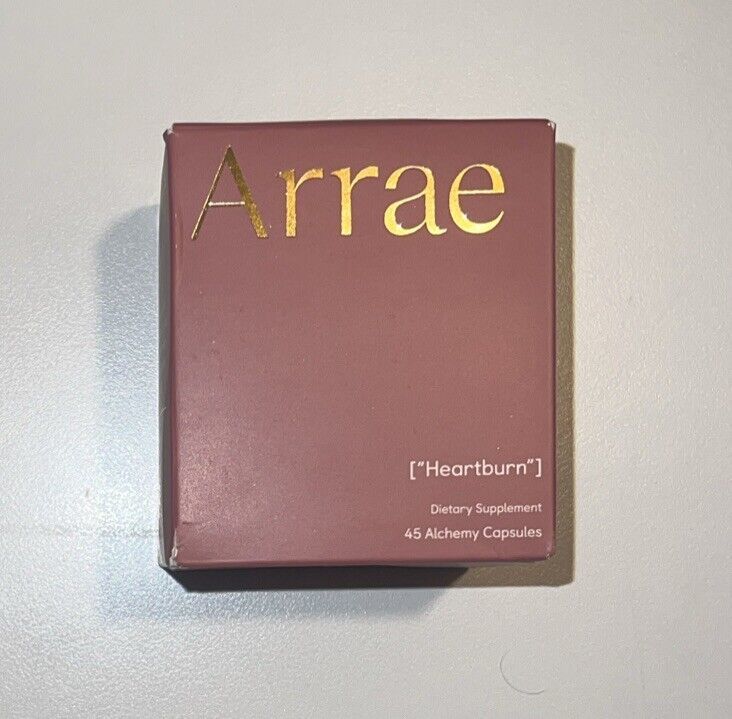 Arrae
["Heartburn"]
Dietary Supplement
45 Alchemy Capsules